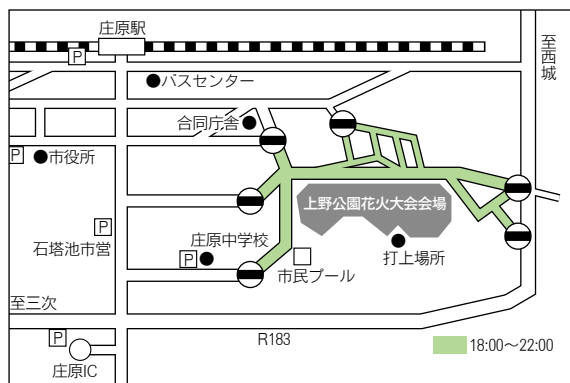 庄原駅
P
至西城
バスセンター
合同庁舎
P
市役所
上野公園花火大会会場
P
庄原中学校
石塔池市営
P
打上場所
市民プール
至三次
R183
P
18:00〜22:00
庄原IC